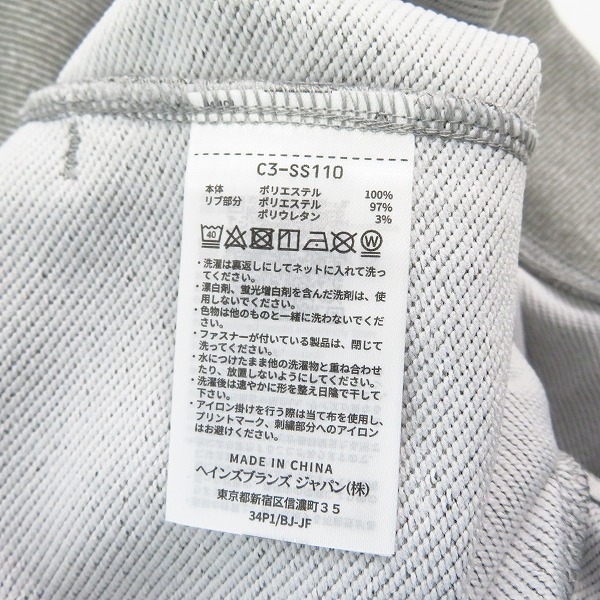 C3-SS110
本体 ポリエステル 100%
リブ部分 ポリエステル 97%
ポリウレタン 3%
40 W
・洗濯は裏返しにしてネットに入れて洗っ
てください。
・漂白剤、蛍光増白剤を含んだ洗剤は、使
用しないでください。
・色物は他のものと一緒に洗わないでくだ
さい。
・ファスナーが付いている製品は、閉じて
洗ってください。
・水につけたまま他の洗濯物と重ね合わせ
たり、放置しないようにしてください。
・洗濯後は速やかに形を整え日陰で干して
下さい。
・アイロン掛けを行う際は当て布を使用し、
プリントマーク、刺繍部分へのアイロン
はお避けください。
MADE IN CHINA
ヘインズブランズ ジャパン(株)
東京都新宿区信濃町35
34P1/BJ-JF